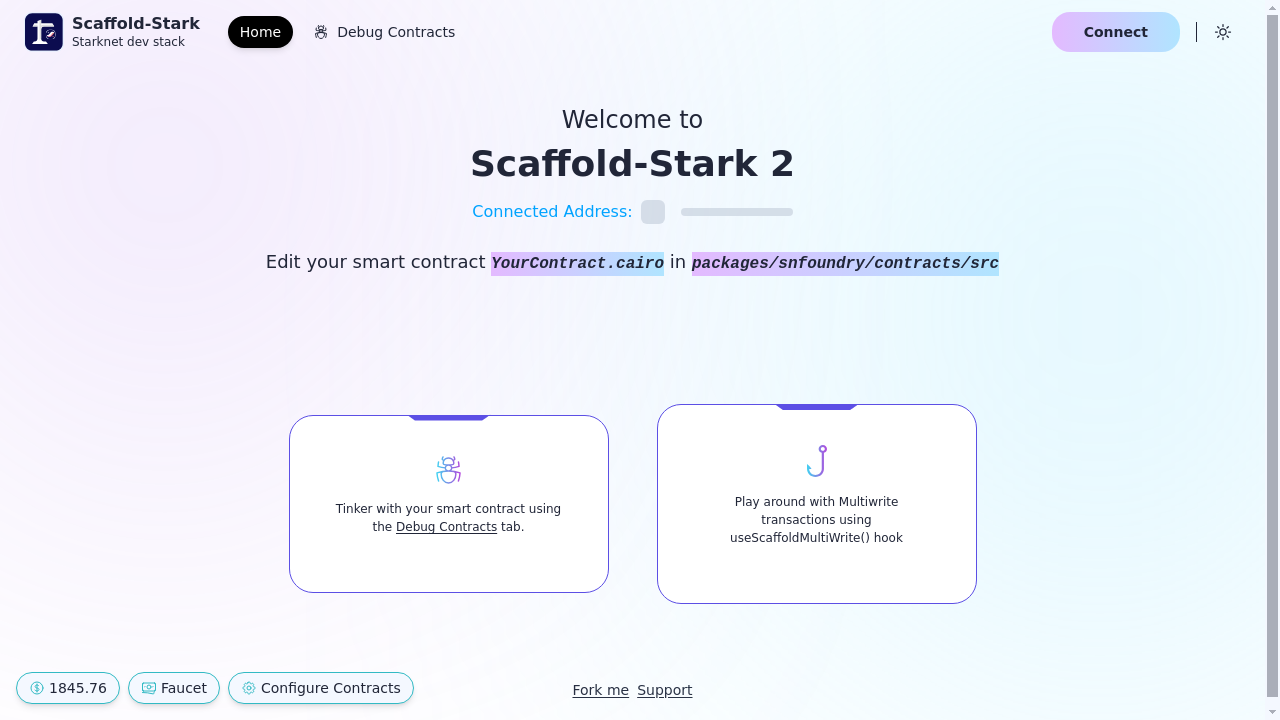 Scaffold-Stark
Starknet dev stack
Home
Debug Contracts
Connect
Welcome to
Scaffold-Stark 2
Connected Address:
Edit your smart contract YourContract.cairo in packages/snfoundry/contracts/src
Tinker with your smart contract using
the Debug Contracts tab.
Play around with Multiwrite
transactions using
useScaffoldMultiWrite() hook
1845.76
Faucet
Configure Contracts
Fork me
Support